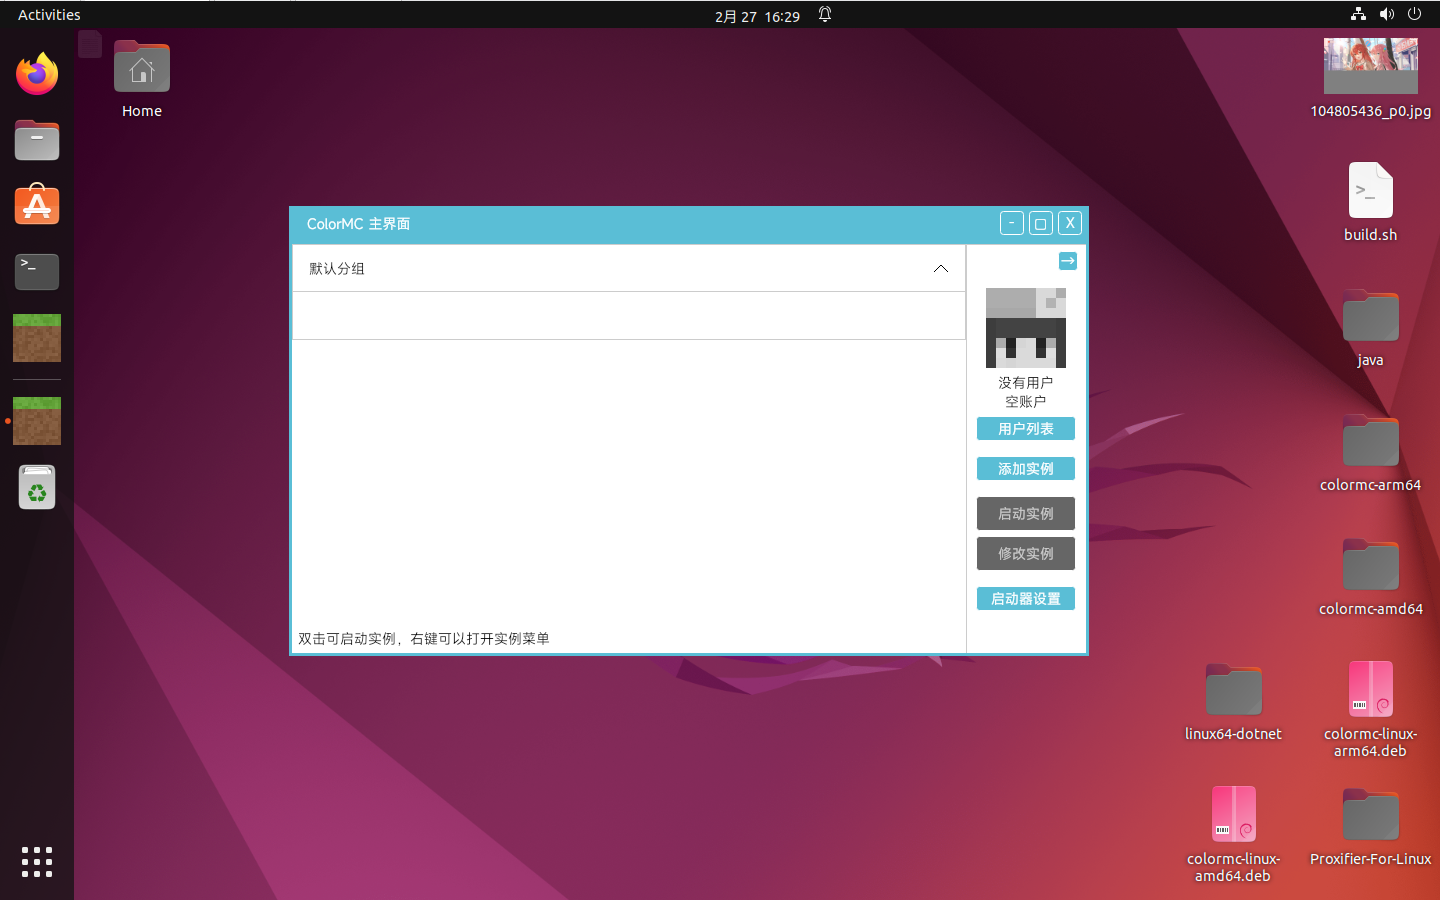 Activities
2月 27 16:29
Home
104805436_p0.jpg
build.sh
java
colormc-arm64
colormc-amd64
linux64-dotnet
colormc-linux-
arm64.deb
colormc-linux-
amd64.deb
Proxifier-For-Linux
ColorMC 主界面
- □ X
默认分组
→
没有用户
空账户
用户列表
添加实例
启动实例
修改实例
启动器设置
双击可启动实例，右键可以打开实例菜单